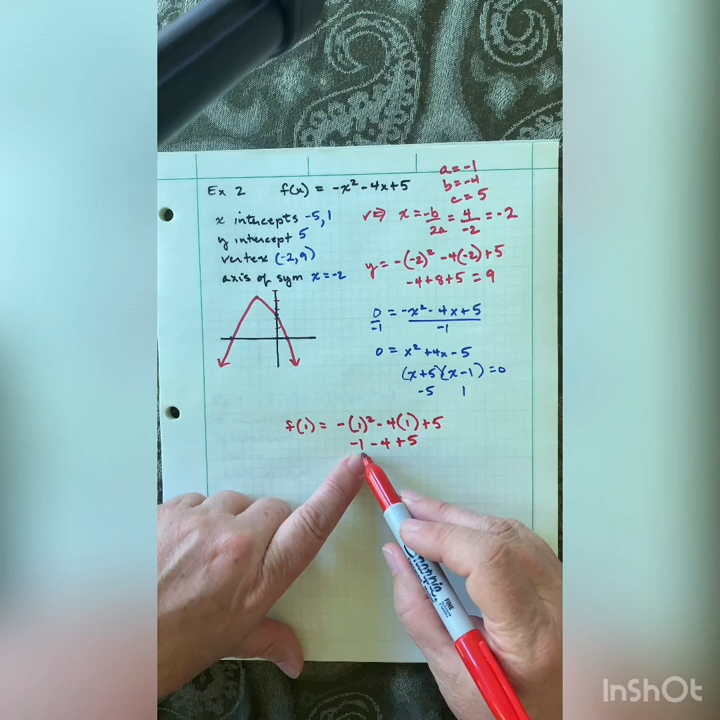 Ex 2 f(x) = -x² - 4x + 5
a = -1
b = -4
c = 5
x intercepts -5, 1
y intercept 5
vertex (-2, 9)
axis of sym x = -2
V ⇒ x = -b/2a = 4/-2 = -2
y = -(-2)² - 4(-2) + 5
-4 + 8 + 5 = 9
0/-1 = -x² - 4x + 5/-1
0 = x² + 4x - 5
(x + 5)(x - 1) = 0
-5 1
f(1) = -(1)² - 4(1) + 5
-1 - 4 + 5
Sharpie
FINE
InShOt